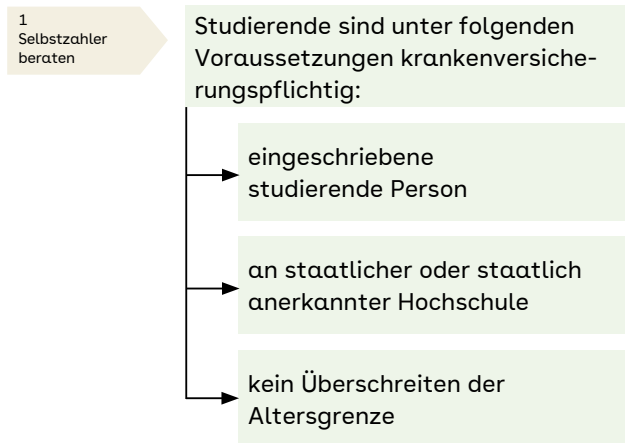 1
Selbstzahler
beraten
Studierende sind unter folgenden
Voraussetzungen krankenversiche-
rungspflichtig:
eingeschriebene
studierende Person
an staatlicher oder staatlich
anerkannter Hochschule
kein Überschreiten der
Altersgrenze